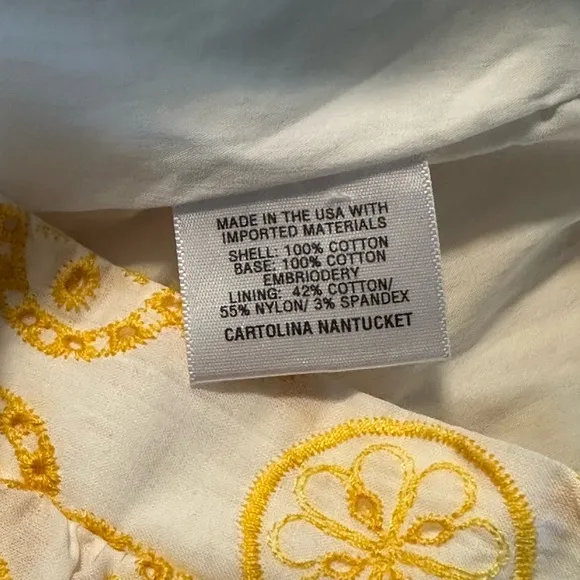 MADE IN THE USA WITH
IMPORTED MATERIALS
SHELL: 100% COTTON
BASE: 100% COTTON
EMBRIODERY
LINING: 42% COTTON/
55% NYLON/ 3% SPANDEX
CARTOLINA NANTUCKET